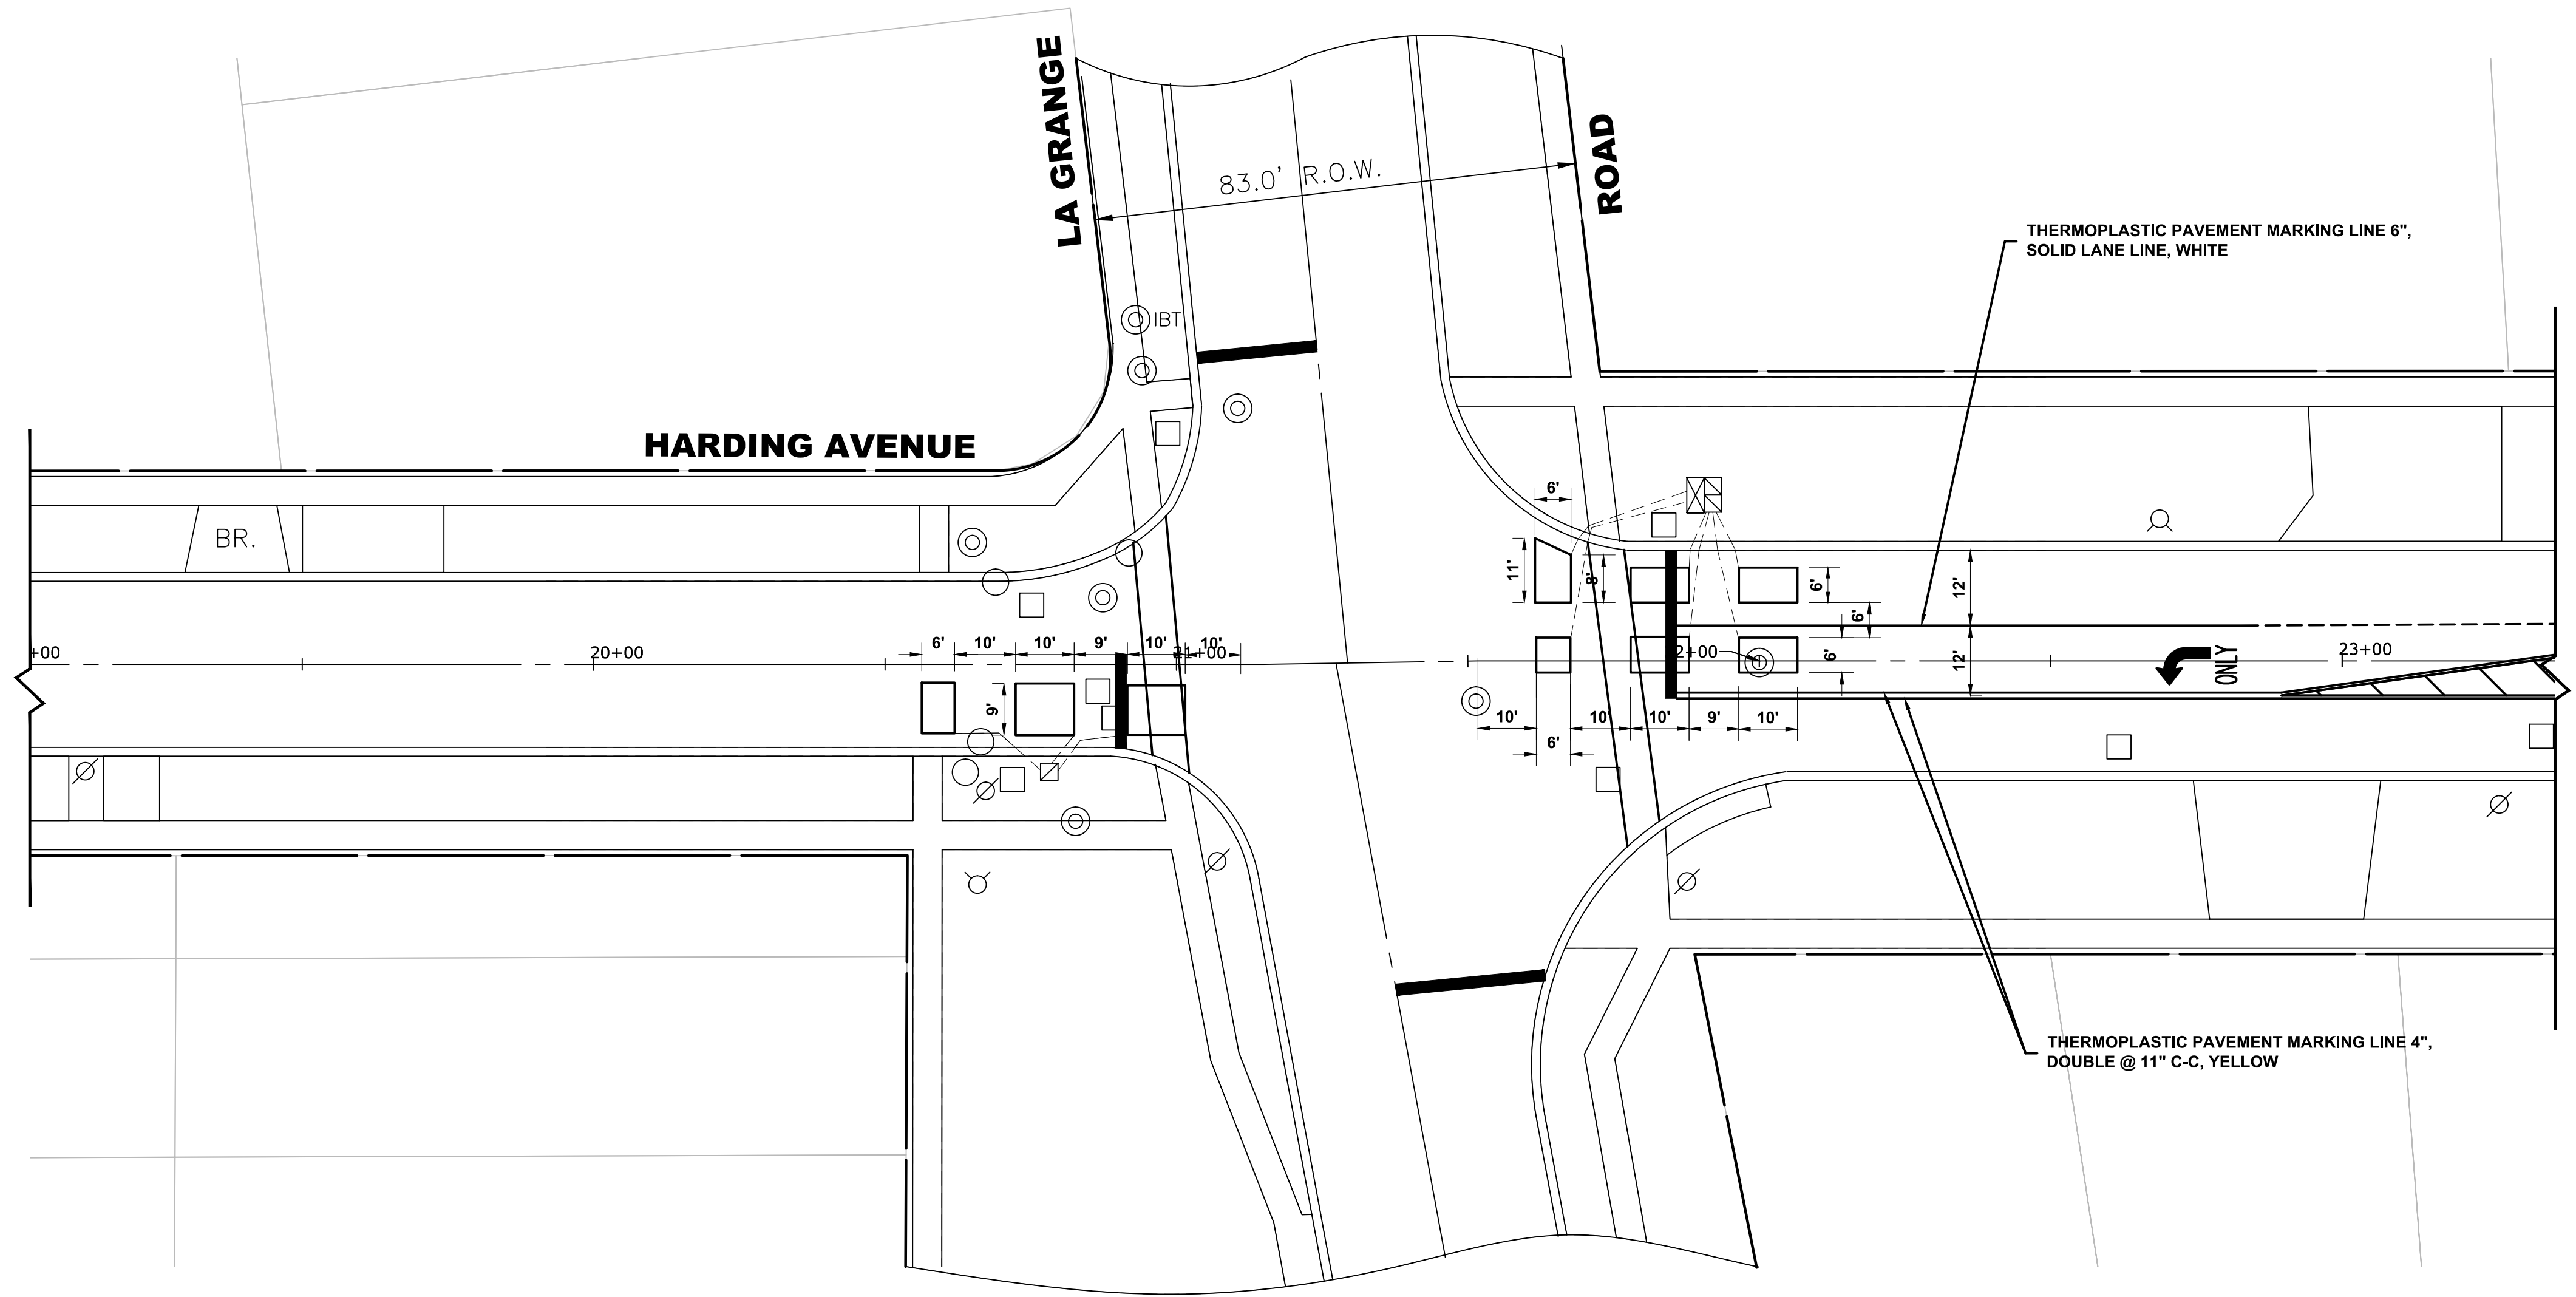 LA GRANGE
ROAD
83.0' R.O.W.
THERMOPLASTIC PAVEMENT MARKING LINE 6",
SOLID LANE LINE, WHITE
IBT
HARDING AVENUE
BR.
6'
11'
8'
6'
6'
12'
6'
12'
+00
20+00
6'
10'
10'
9'
10'
10'
21+00
9'
2+00
ONLY
23+00
10'
10'
10'
9'
10'
6'
THERMOPLASTIC PAVEMENT MARKING LINE 4",
DOUBLE @ 11" C-C, YELLOW